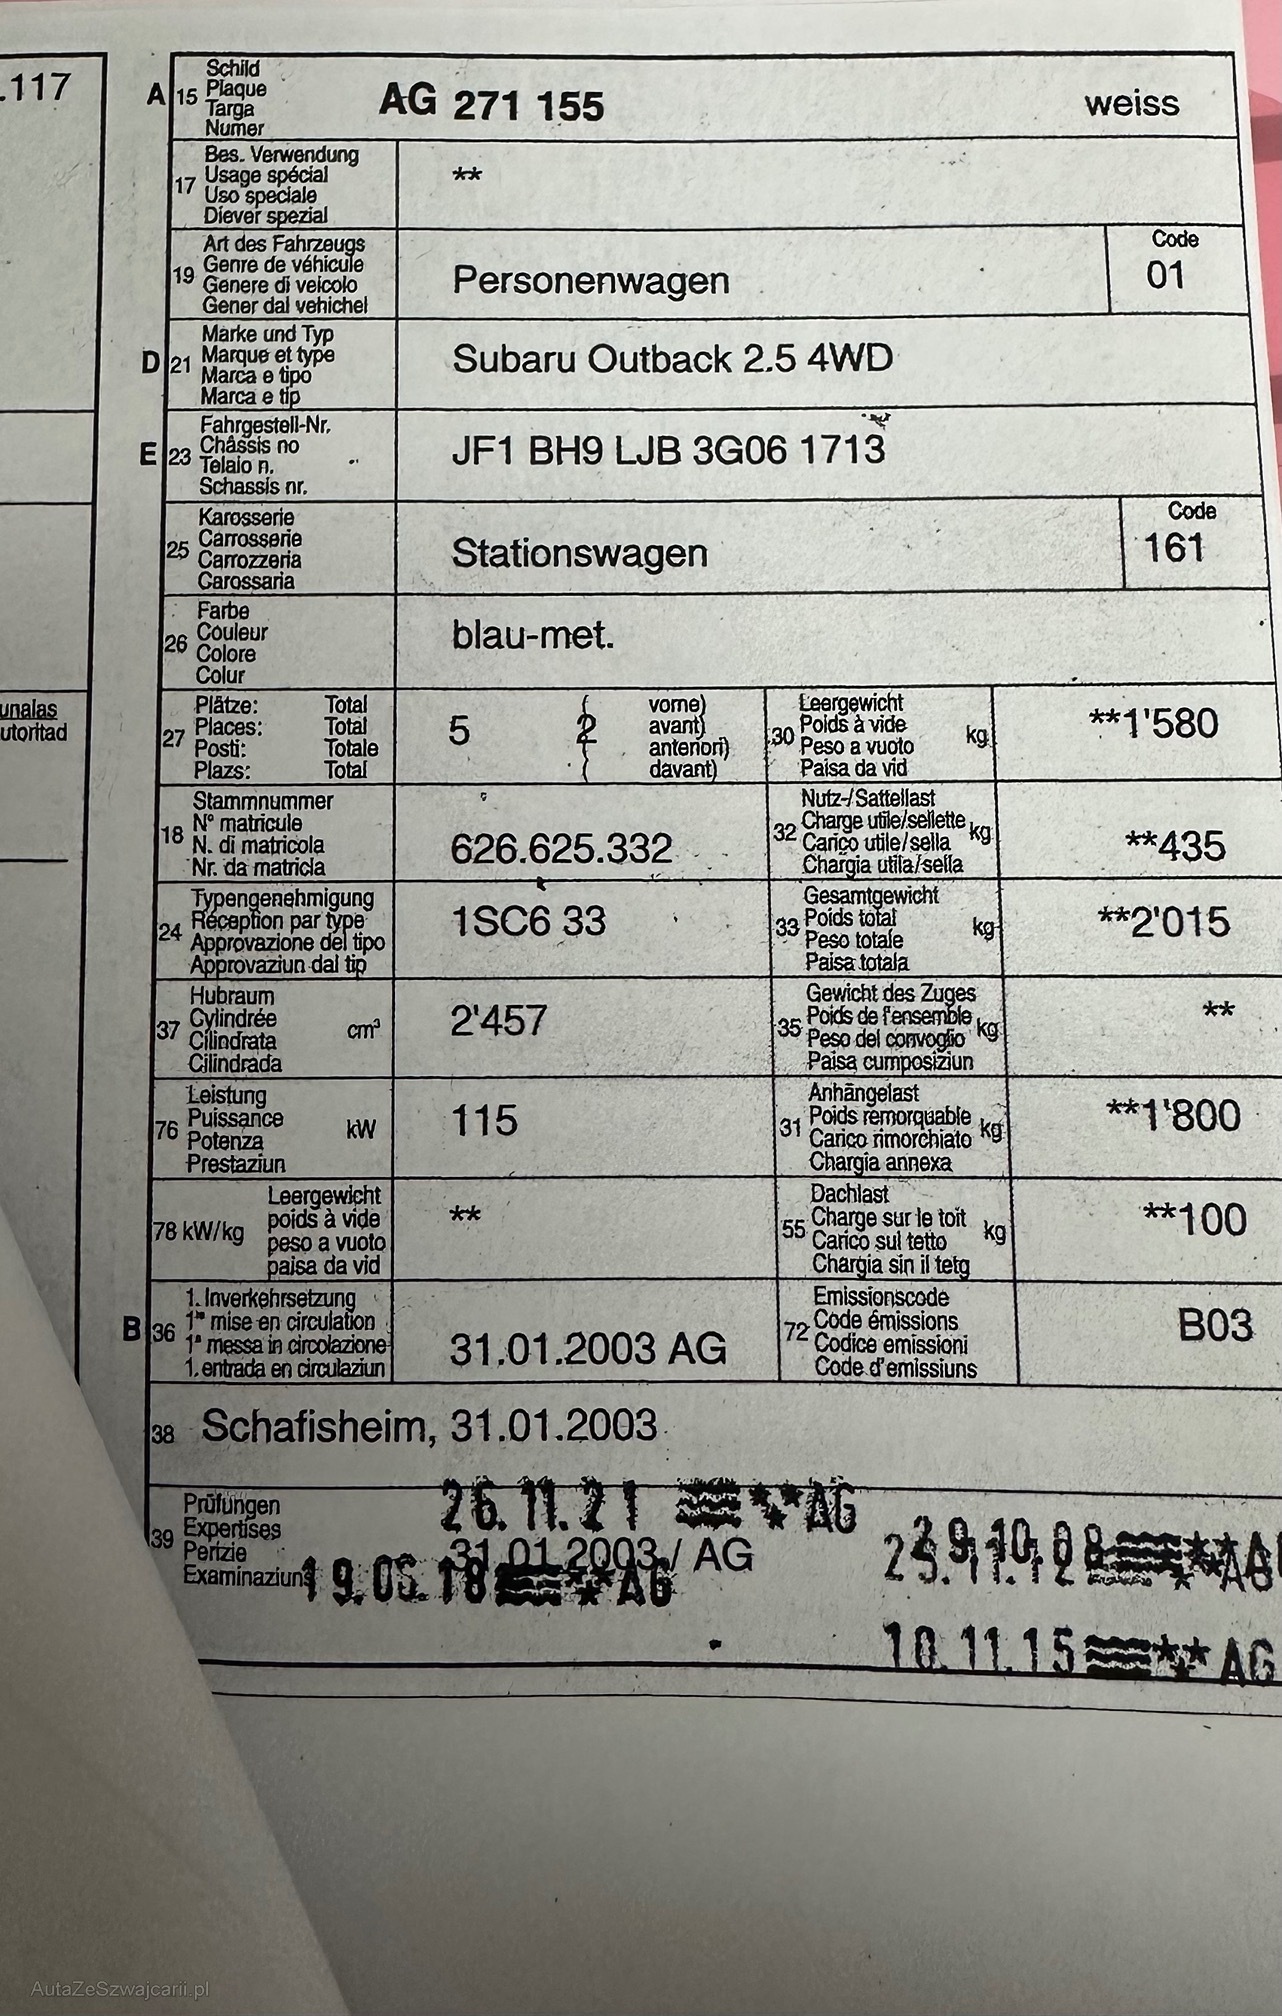 .117
A 15 Schild
Plaque
Targa
Numer
AG 271 155 weiss
17 Bes. Verwendung
Usage spécial
Uso speciale
Diever spezial
**
19 Art des Fahrzeugs
Genre de véhicule
Genere di veicolo
Gener dal vehichel
Personenwagen
Code
01
D 21 Marke und Typ
Marque et type
Marca e tipo
Marca e tip
Subaru Outback 2.5 4WD
E 23 Fahrgestell-Nr.
Châssis no
Telaio n.
Schassis nr.
JF1 BH9 LJB 3G06 1713
25 Karosserie
Carrosserie
Carrozzeria
Carossaria
Stationswagen
Code
161
26 Farbe
Couleur
Colore
Colur
blau-met.
unalas
utoritad
27 Plätze: Total
Places: Total
Posti: Totale
Plazs: Total
5 2
( vorne)
( avant)
( anteriori)
( davant)
30 Leergewicht
Poids à vide
Peso a vuoto
Paisa da vid
kg
**1'580
18 Stammnummer
N° matricule
N. di matricola
Nr. da matricla
626.625.332
32 Nutz-/Sattellast
Charge utile/sellette
Carico utile/sella
Chargia utila/sella
kg
**435
24 Typengenehmigung
Réception par type
Approvazione del tipo
Approvaziun dal tip
1SC6 33
33 Gesamtgewicht
Poids total
Peso totale
Paisa totala
kg
**2'015
37 Hubraum
Cylindrée
Cilindrata
Cilindrada
cm³
2'457
35 Gewicht des Zuges
Poids de l'ensemble
Peso del convoglio
Paisa cumposiziun
kg
**
76 Leistung
Puissance
Potenza
Prestaziun
kW
115
31 Anhängelast
Poids remorquable
Carico rimorchiato
Chargia annexa
kg
**1'800
78 kW/kg Leergewicht
poids à vide
peso a vuoto
paisa da vid
**
55 Dachlast
Charge sur le toit
Carico sul tetto
Chargia sin il tetg
kg
**100
B 36 1. Inverkehrsetzung
1re mise en circulation
1a messa in circolazione
1. entrada en circulaziun
31.01.2003 AG
72 Emissionscode
Code émissions
Codice emissioni
Code d'emissiuns
B03
38 Schafisheim, 31.01.2003
39 Prüfungen
Expertises
Perizie
Examinaziuns
26.11.21 AG
31.01.2003 / AG
19.06.18 AG
29.10.08 AG
23.11.12 AG
10.11.15 AG
AutaZeSzwajcarii.pl